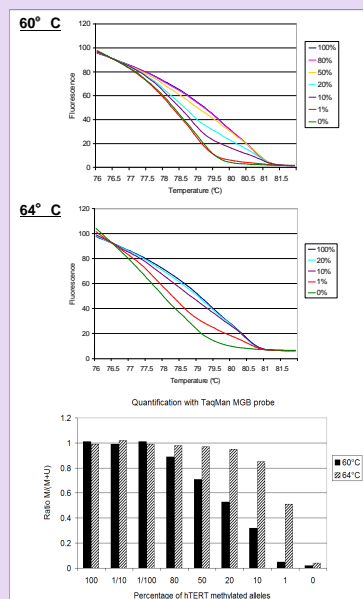 60° C
120
100
80
60
40
20
0
Fluorescence
76 76.5 77 77.5 78 78.5 79 79.5 80 80.5 81 81.5
Temperature (°C)
100%
80%
50%
20%
10%
1%
0%
64° C
120
100
80
60
40
20
0
Fluorescence
76 76.5 77 77.5 78 78.5 79 79.5 80 80.5 81 81.5
Temperature (°C)
100%
20%
10%
1%
0%
Quantification with TaqMan MGB probe
1.2
1
0.8
0.6
0.4
0.2
0
Ratio M/(M+U)
100 1/10 1/100 80 50 20 10 1 0
Percentage of hTERT methylated alleles
60°C
64°C